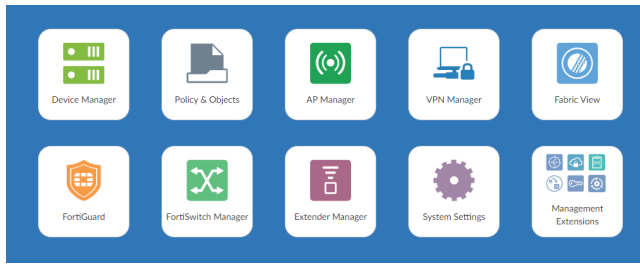 Device Manager
Policy & Objects
AP Manager
VPN Manager
Fabric View
FortiGuard
FortiSwitch Manager
Extender Manager
System Settings
Management
Extensions